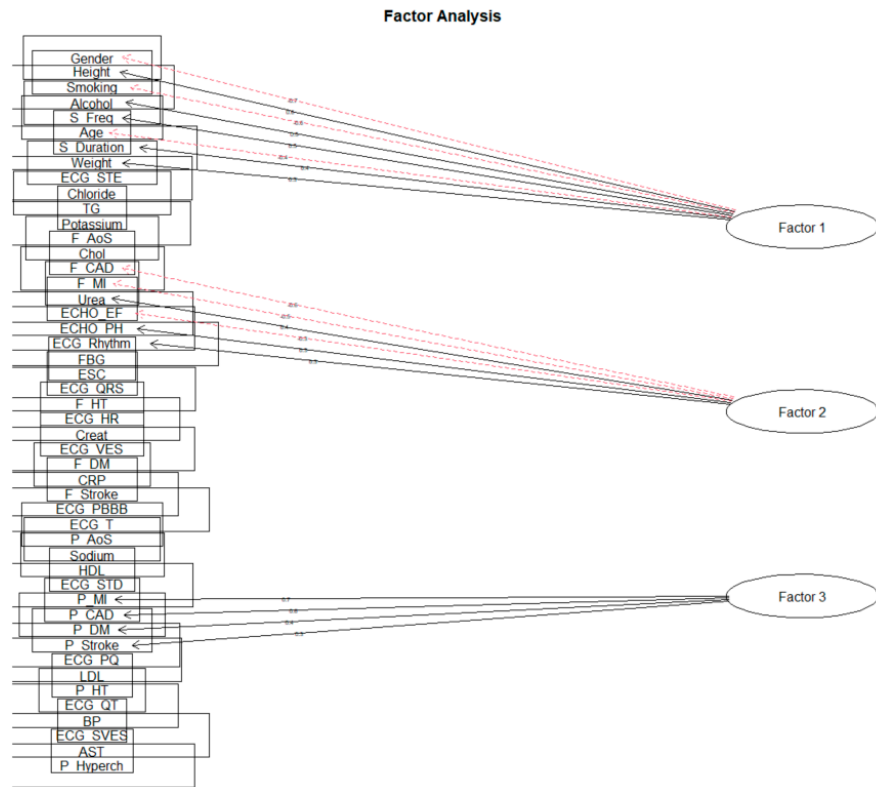 Factor Analysis
Gender
Height
Smoking
Alcohol
S_Freq
Age
S_Duration
Weight
ECG_STE
Chloride
TG
Potassium
F_AoS
Chol
F_CAD
F_MI
Urea
ECHO_EF
ECHO_PH
ECG_Rhythm
FBG
ESC
ECG_QRS
F_HT
ECG_HR
Creat
ECG_VES
F_DM
CRP
F_Stroke
ECG_PBBB
ECG_T
P_AoS
Sodium
HDL
ECG_STD
P_MI
P_CAD
P_DM
P_Stroke
ECG_PQ
LDL
P_HT
ECG_QT
BP
ECG_SVES
AST
P_Hyperch
Factor 1
Factor 2
Factor 3